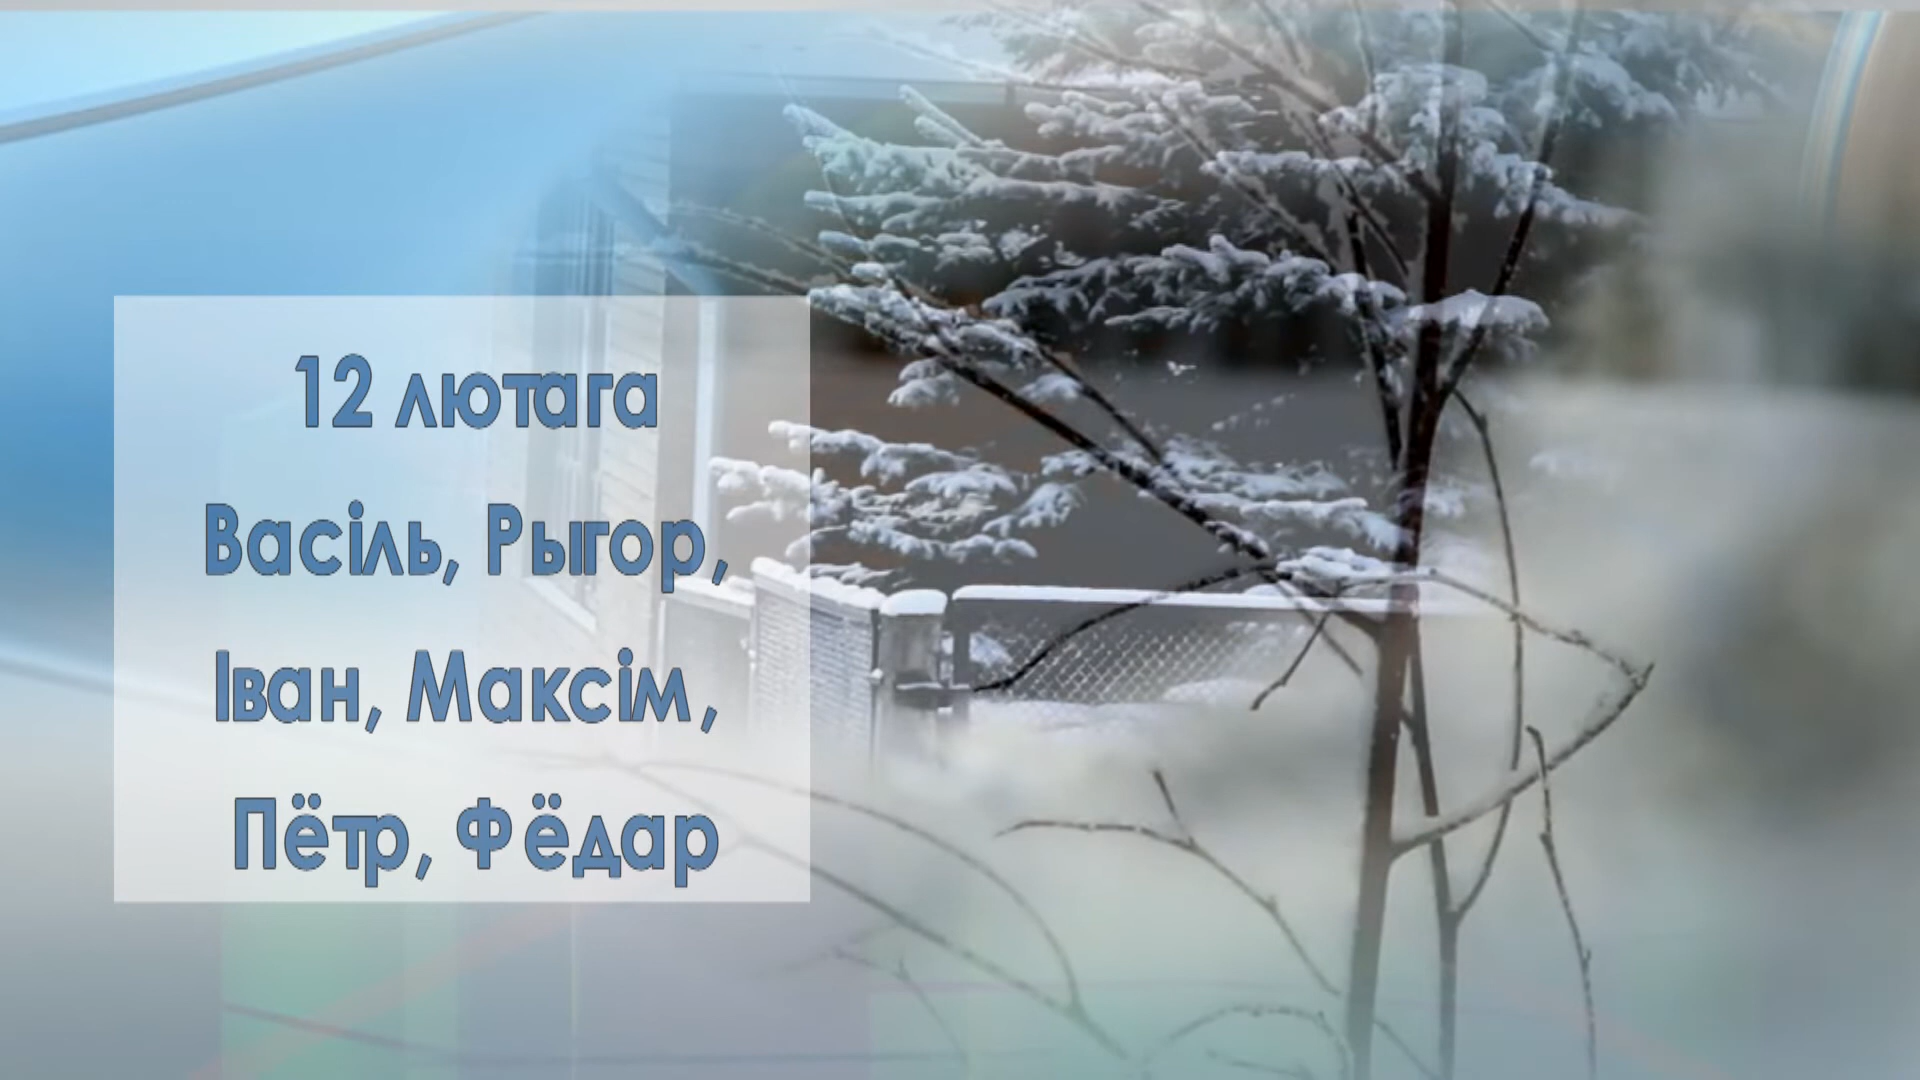 12 лютага
Васіль, Рыгор,
Іван, Максім,
Пётр, Фёдар